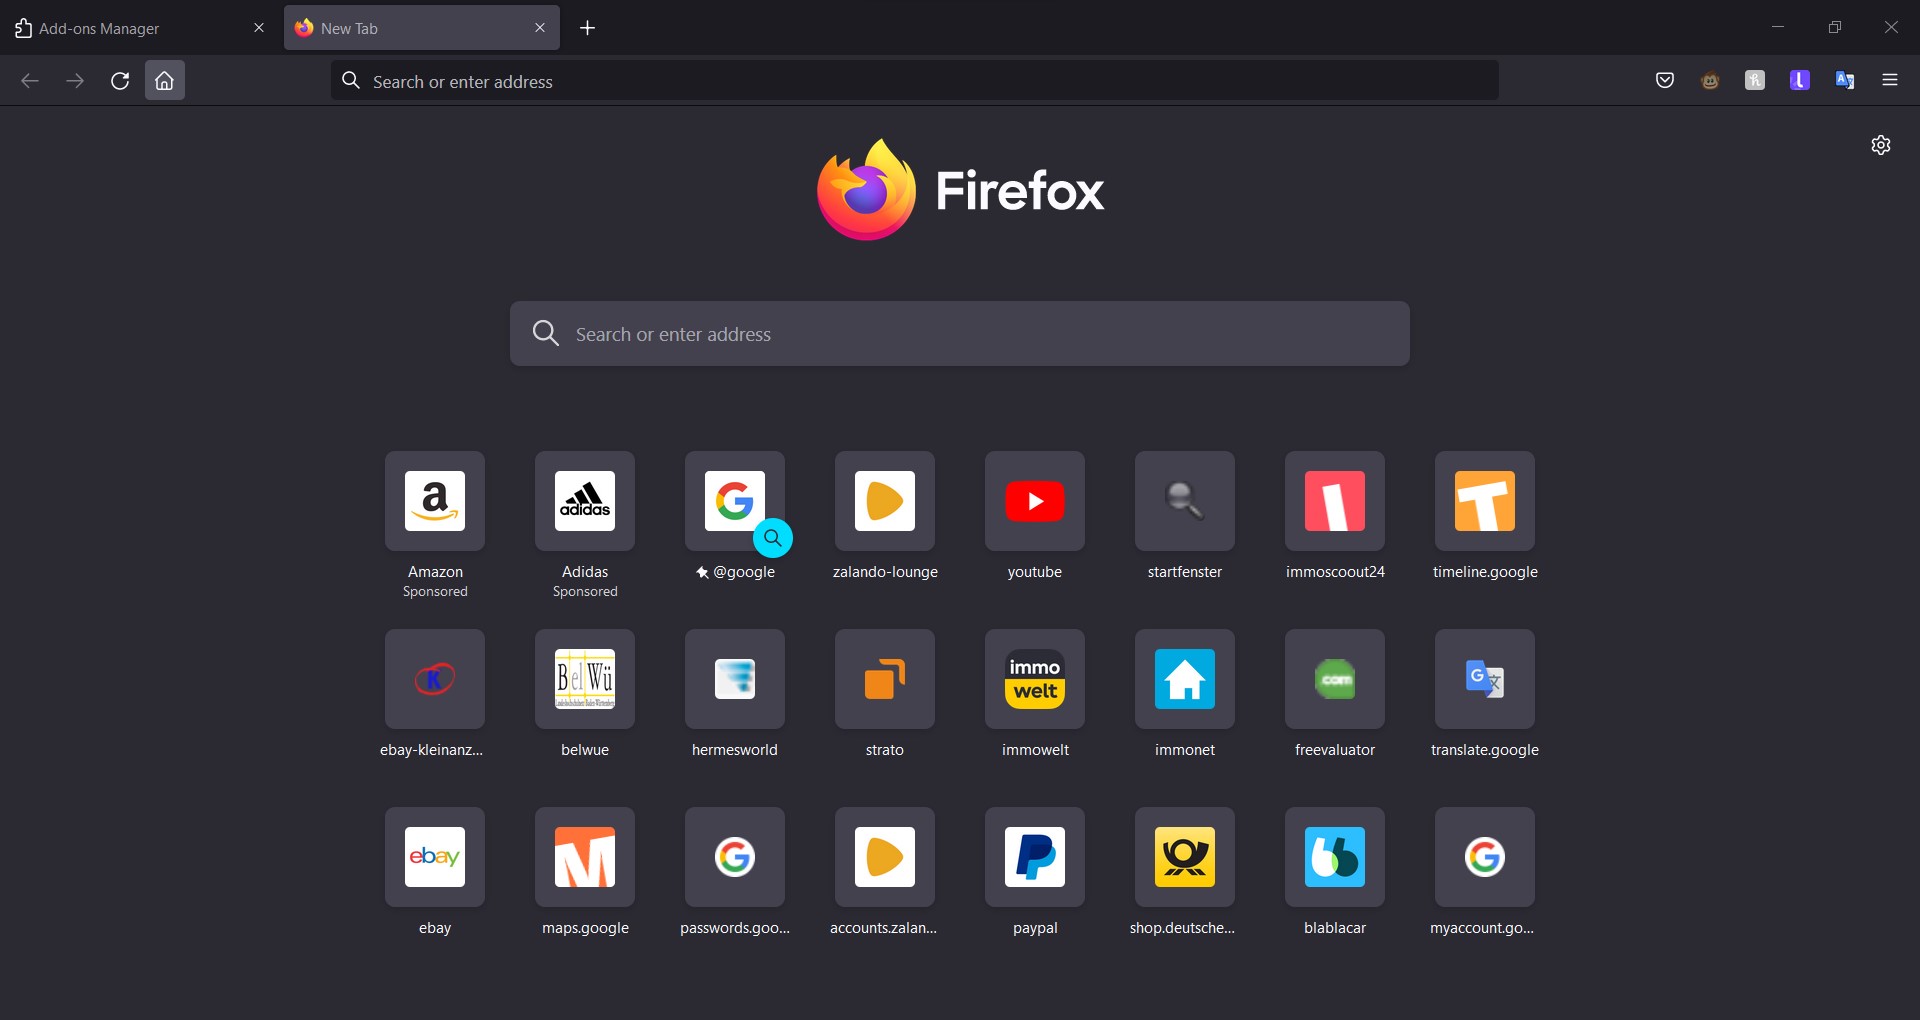 Add-ons Manager
New Tab
Search or enter address
Firefox
Search or enter address
a
adidas
Amazon
Sponsored
Adidas
Sponsored
@google
zalando-lounge
youtube
startfenster
immoscoout24
timeline.google
K
BelWü
immo
welt
com
G
ebay-kleinanz...
belwue
hermesworld
strato
immowelt
immonet
freevaluator
translate.google
ebay
ebay
maps.google
passwords.goo...
accounts.zalan...
paypal
shop.deutsche...
blablacar
myaccount.go...